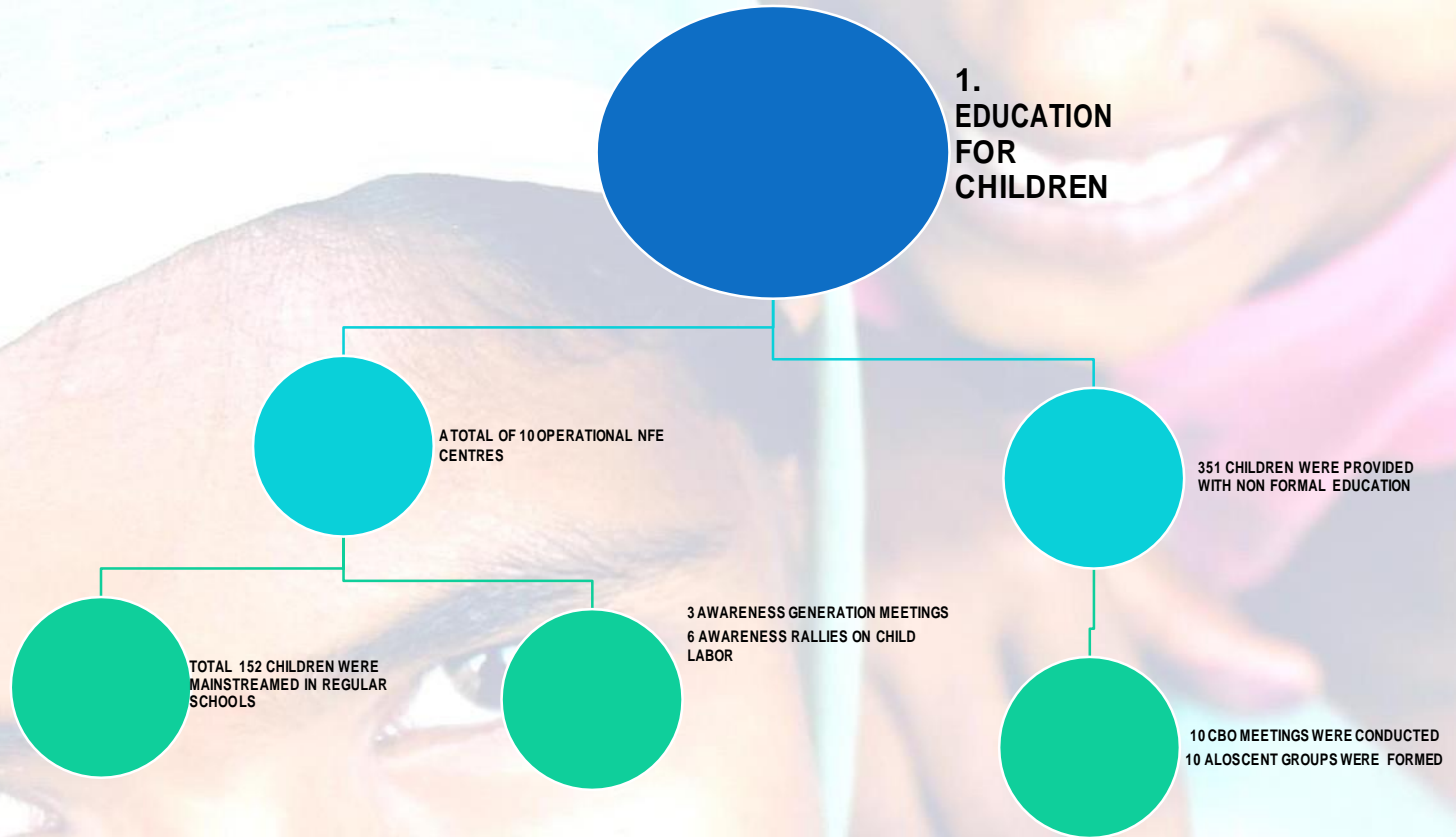 1.
EDUCATION
FOR
CHILDREN
A TOTAL OF 10 OPERATIONAL NFE
CENTRES
351 CHILDREN WERE PROVIDED
WITH NON FORMAL EDUCATION
TOTAL 152 CHILDREN WERE
MAINSTREAMED IN REGULAR
SCHOOLS
3 AWARENESS GENERATION MEETINGS
6 AWARENESS RALLIES ON CHILD
LABOR
10 CBO MEETINGS WERE CONDUCTED
10 ALOSCENT GROUPS WERE FORMED